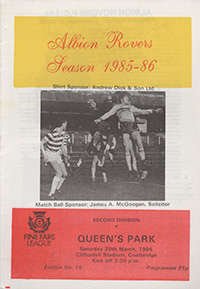 Albion Rovers
Season 1985-86
Shirt Sponsor: Andrew Dick & Son Ltd
Match Ball Sponsor: James A. McGoogan, Solicitor
SECOND DIVISION
v
QUEEN'S PARK
Saturday 29th March, 1986
Cliftonhill Stadium, Coatbridge
Kick off 3.00 p.m.
FINE FARE
LEAGUE
Edition No. 16
Programme 25p